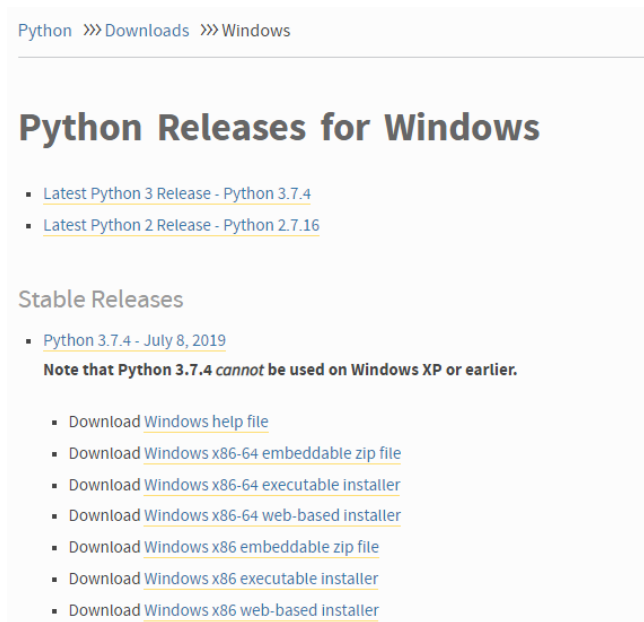 Python >>> Downloads >>> Windows
Python Releases for Windows
Latest Python 3 Release - Python 3.7.4
Latest Python 2 Release - Python 2.7.16
Stable Releases
Python 3.7.4 - July 8, 2019
Note that Python 3.7.4 cannot be used on Windows XP or earlier.
Download Windows help file
Download Windows x86-64 embeddable zip file
Download Windows x86-64 executable installer
Download Windows x86-64 web-based installer
Download Windows x86 embeddable zip file
Download Windows x86 executable installer
Download Windows x86 web-based installer